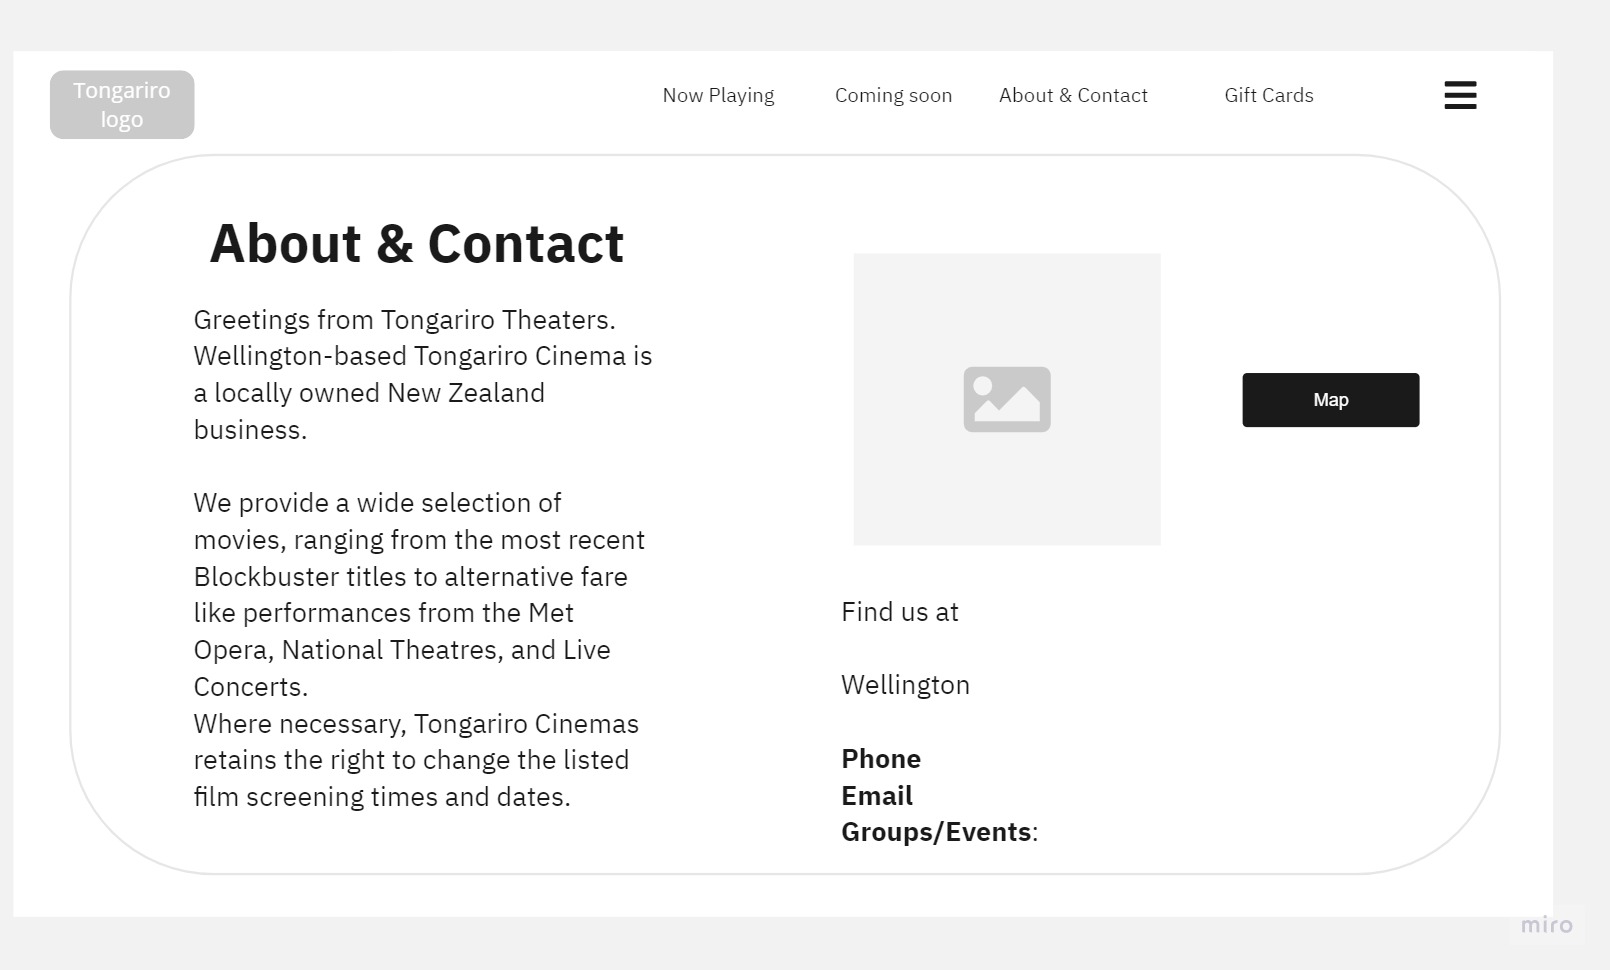 Tongariro
logo
Now Playing
Coming soon
About & Contact
Gift Cards
About & Contact
Greetings from Tongariro Theaters.
Wellington-based Tongariro Cinema is
a locally owned New Zealand
business.
We provide a wide selection of
movies, ranging from the most recent
Blockbuster titles to alternative fare
like performances from the Met
Opera, National Theatres, and Live
Concerts.
Where necessary, Tongariro Cinemas
retains the right to change the listed
film screening times and dates.
Map
Find us at
Wellington
Phone
Email
Groups/Events:
miro